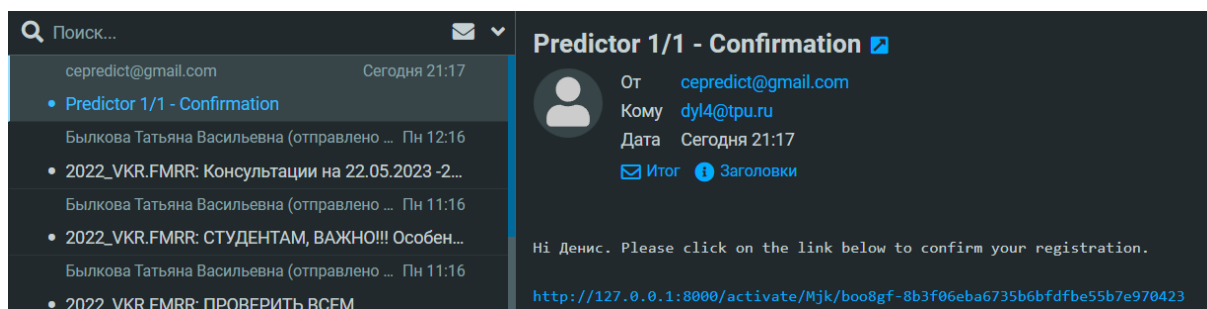 Поиск...
cepredict@gmail.com Сегодня 21:17
Predictor 1/1 - Confirmation
Былкова Татьяна Васильевна (отправлено ... Пн 12:16
2022_VKR.FMRR: Консультации на 22.05.2023 -2...
Былкова Татьяна Васильевна (отправлено ... Пн 11:16
2022_VKR.FMRR: СТУДЕНТАМ, ВАЖНО!!! Особен...
Былкова Татьяна Васильевна (отправлено ... Пн 11:16
2022_VKR.FMRR: ПРОВЕРИТЬ ВСЕМ
Predictor 1/1 - Confirmation
От cepredict@gmail.com
Кому dyl4@tpu.ru
Дата Сегодня 21:17
Итог Заголовки
Hi Денис. Please click on the link below to confirm your registration.
http://127.0.0.1:8000/activate/Mjk/boo8gf-8b3f06eba6735b6bfdfbe55b7e970423